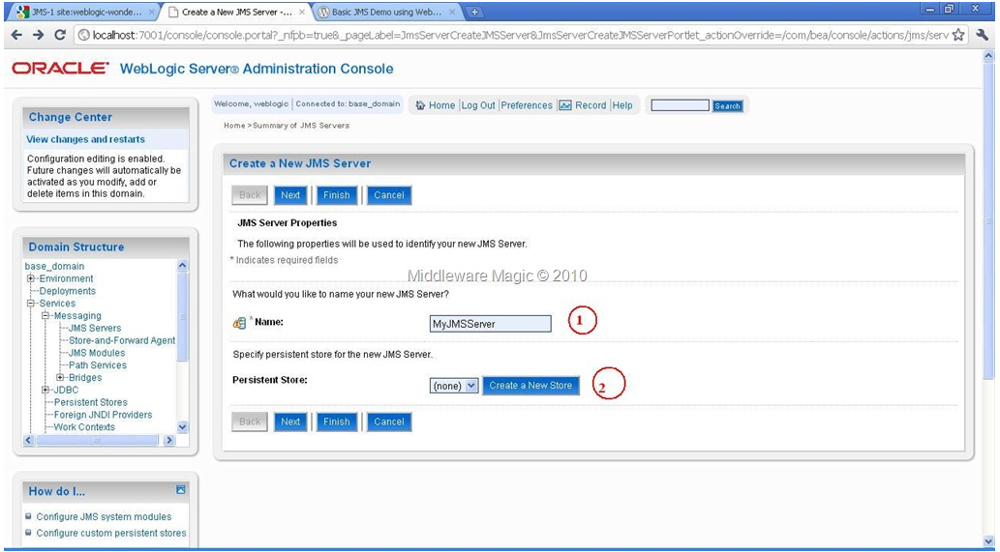 JMS-1 site:weblogic-wonde...
Create a New JMS Server - ...
Basic JMS Demo using Web...
localhost:7001/console/console.portal?_nfpb=true&_pageLabel=JmsServerCreateJMSServer&JmsServerCreateJMSServerPortlet_actionOverride=/com/bea/console/actions/jms/serv
ORACLE WebLogic Server® Administration Console
Change Center
View changes and restarts
Configuration editing is enabled.
Future changes will automatically be
activated as you modify, add or
delete items in this domain.
Domain Structure
base_domain
Environment
Deployments
Services
Messaging
JMS Servers
Store-and-Forward Agent
JMS Modules
Path Services
Bridges
JDBC
Persistent Stores
Foreign JNDI Providers
Work Contexts
How do I...
Configure JMS system modules
Configure custom persistent stores
Welcome, weblogic Connected to: base_domain
Home Log Out Preferences Record Help Search
Home >Summary of JMS Servers
Create a New JMS Server
Back Next Finish Cancel
JMS Server Properties
The following properties will be used to identify your new JMS Server.
* Indicates required fields
Middleware Magic © 2010
What would you like to name your new JMS Server?
* Name: MyJMSServer 1
Specify persistent store for the new JMS Server.
Persistent Store: (none) Create a New Store 2
Back Next Finish Cancel